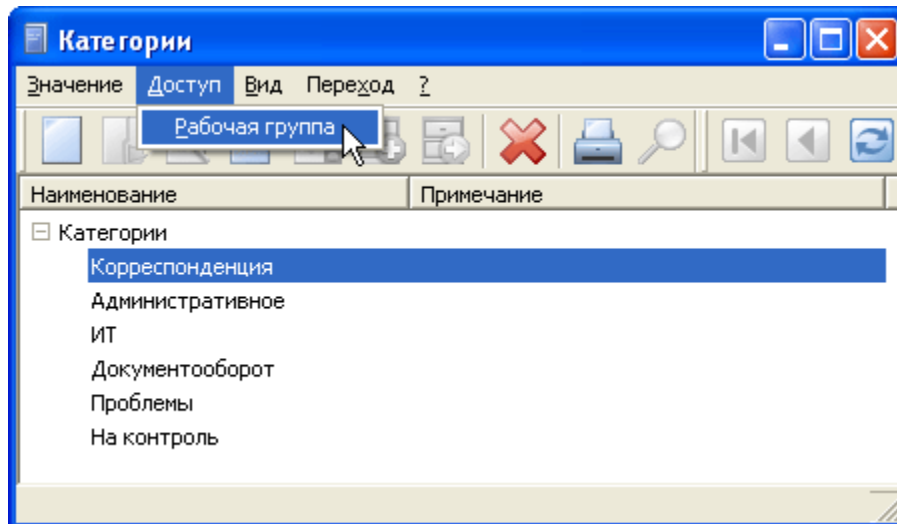 Категории
Значение Доступ Вид Переход ?
Рабочая группа
Наименование Примечание
Категории
Корреспонденция
Административное
ИТ
Документооборот
Проблемы
На контроль